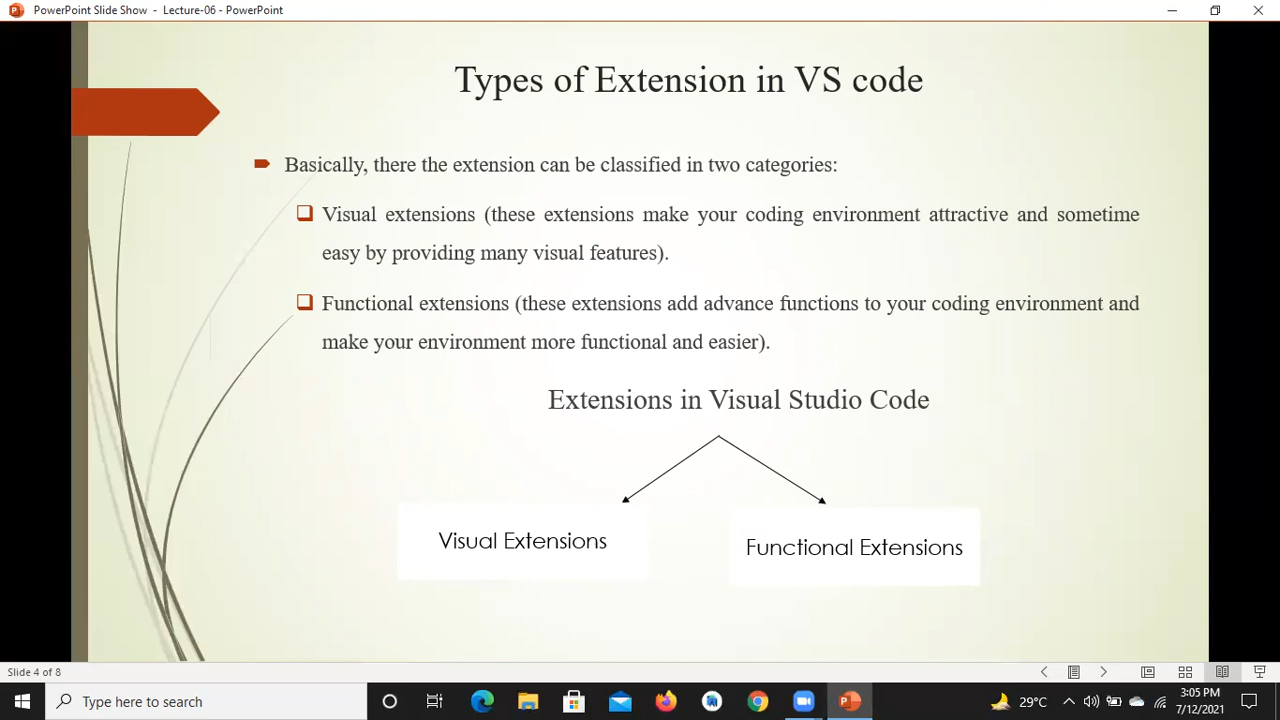 PowerPoint Slide Show - Lecture-06 - PowerPoint
Types of Extension in VS code
Basically, there the extension can be classified in two categories:
Visual extensions (these extensions make your coding environment attractive and sometime
easy by providing many visual features).
Functional extensions (these extensions add advance functions to your coding environment and
make your environment more functional and easier).
Extensions in Visual Studio Code
Visual Extensions
Functional Extensions
Slide 4 of 8
Type here to search
29°C
3:05 PM
7/12/2021